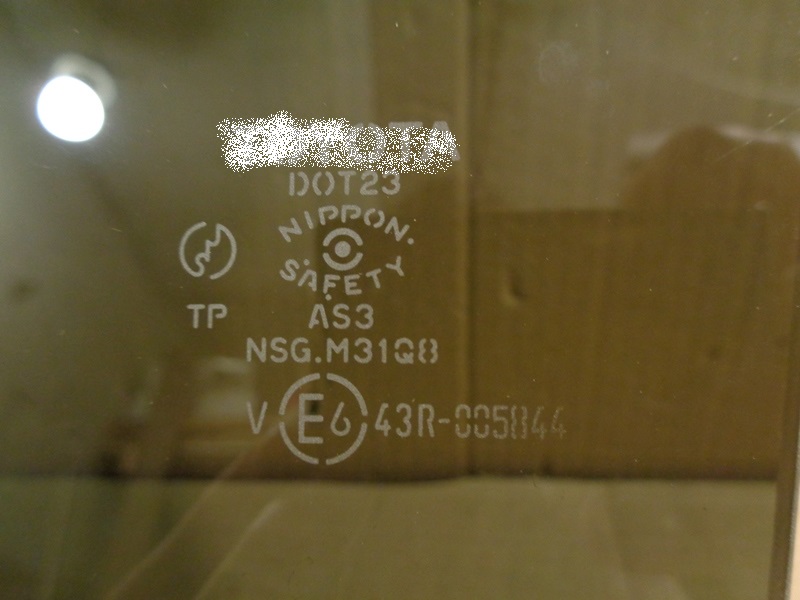 DOT23
NIPPON.
SAFETY
TP AS3
NSG.M31Q8
V E6 43R-005844